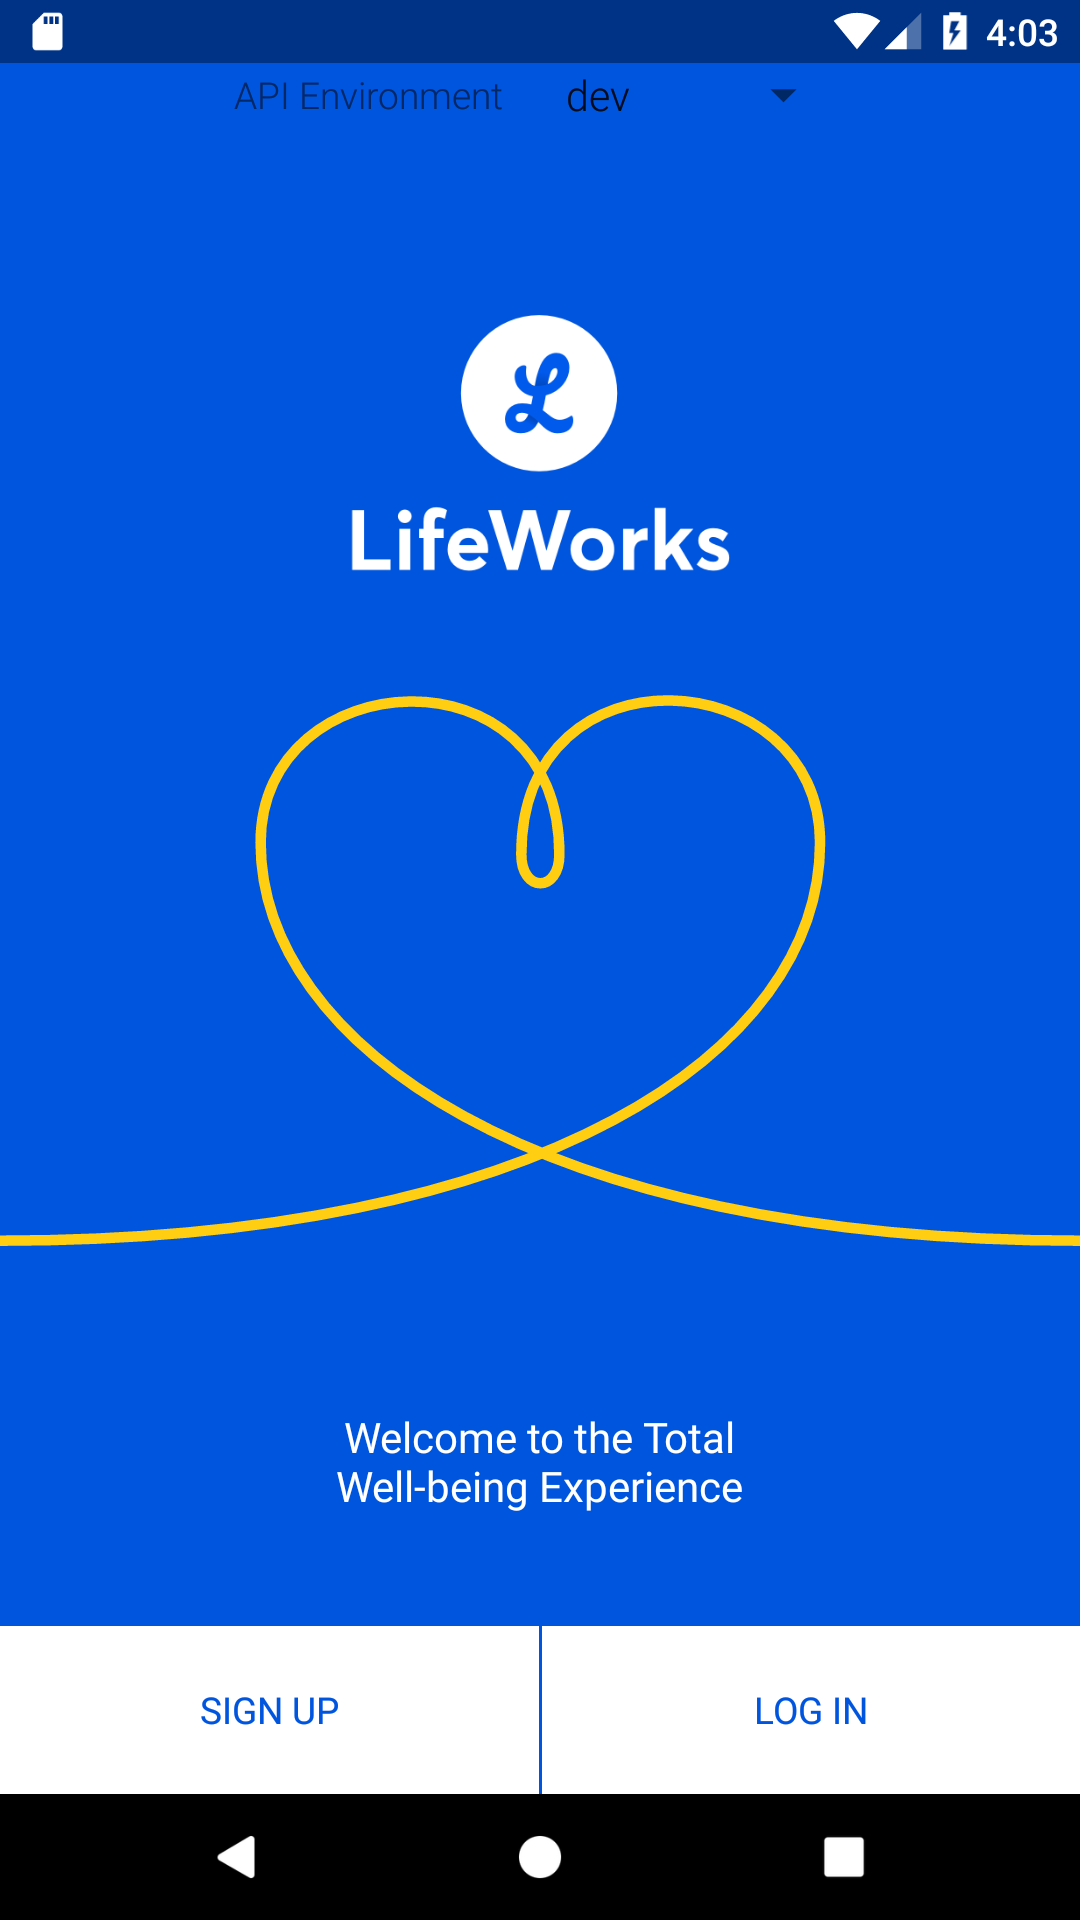 4:03
API Environment dev
L
LifeWorks
Welcome to the Total
Well-being Experience
SIGN UP LOG IN